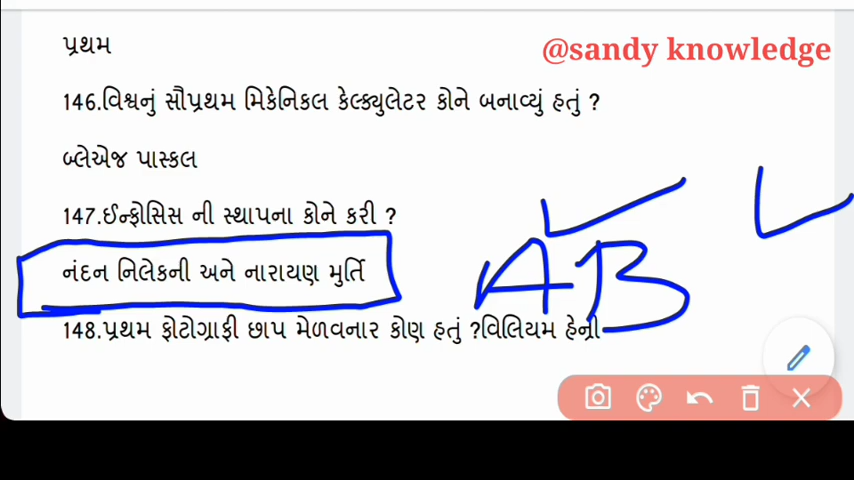 પ્રથમ
@sandy knowledge
146.વિશ્વનું સૌપ્રથમ મિકેનિકલ કેલ્ક્યુલેટર કોને બનાવ્યું હતું ?
બ્લેએજ પાસ્કલ
147.ઈન્ફોસિસ ની સ્થાપના કોને કરી ?
નંદન નિલેકની અને નારાયણ મુર્તિ
AB
148.પ્રથમ ફોટોગ્રાફી છાપ મેળવનાર કોણ હતું ?વિલિયમ હેન્રી